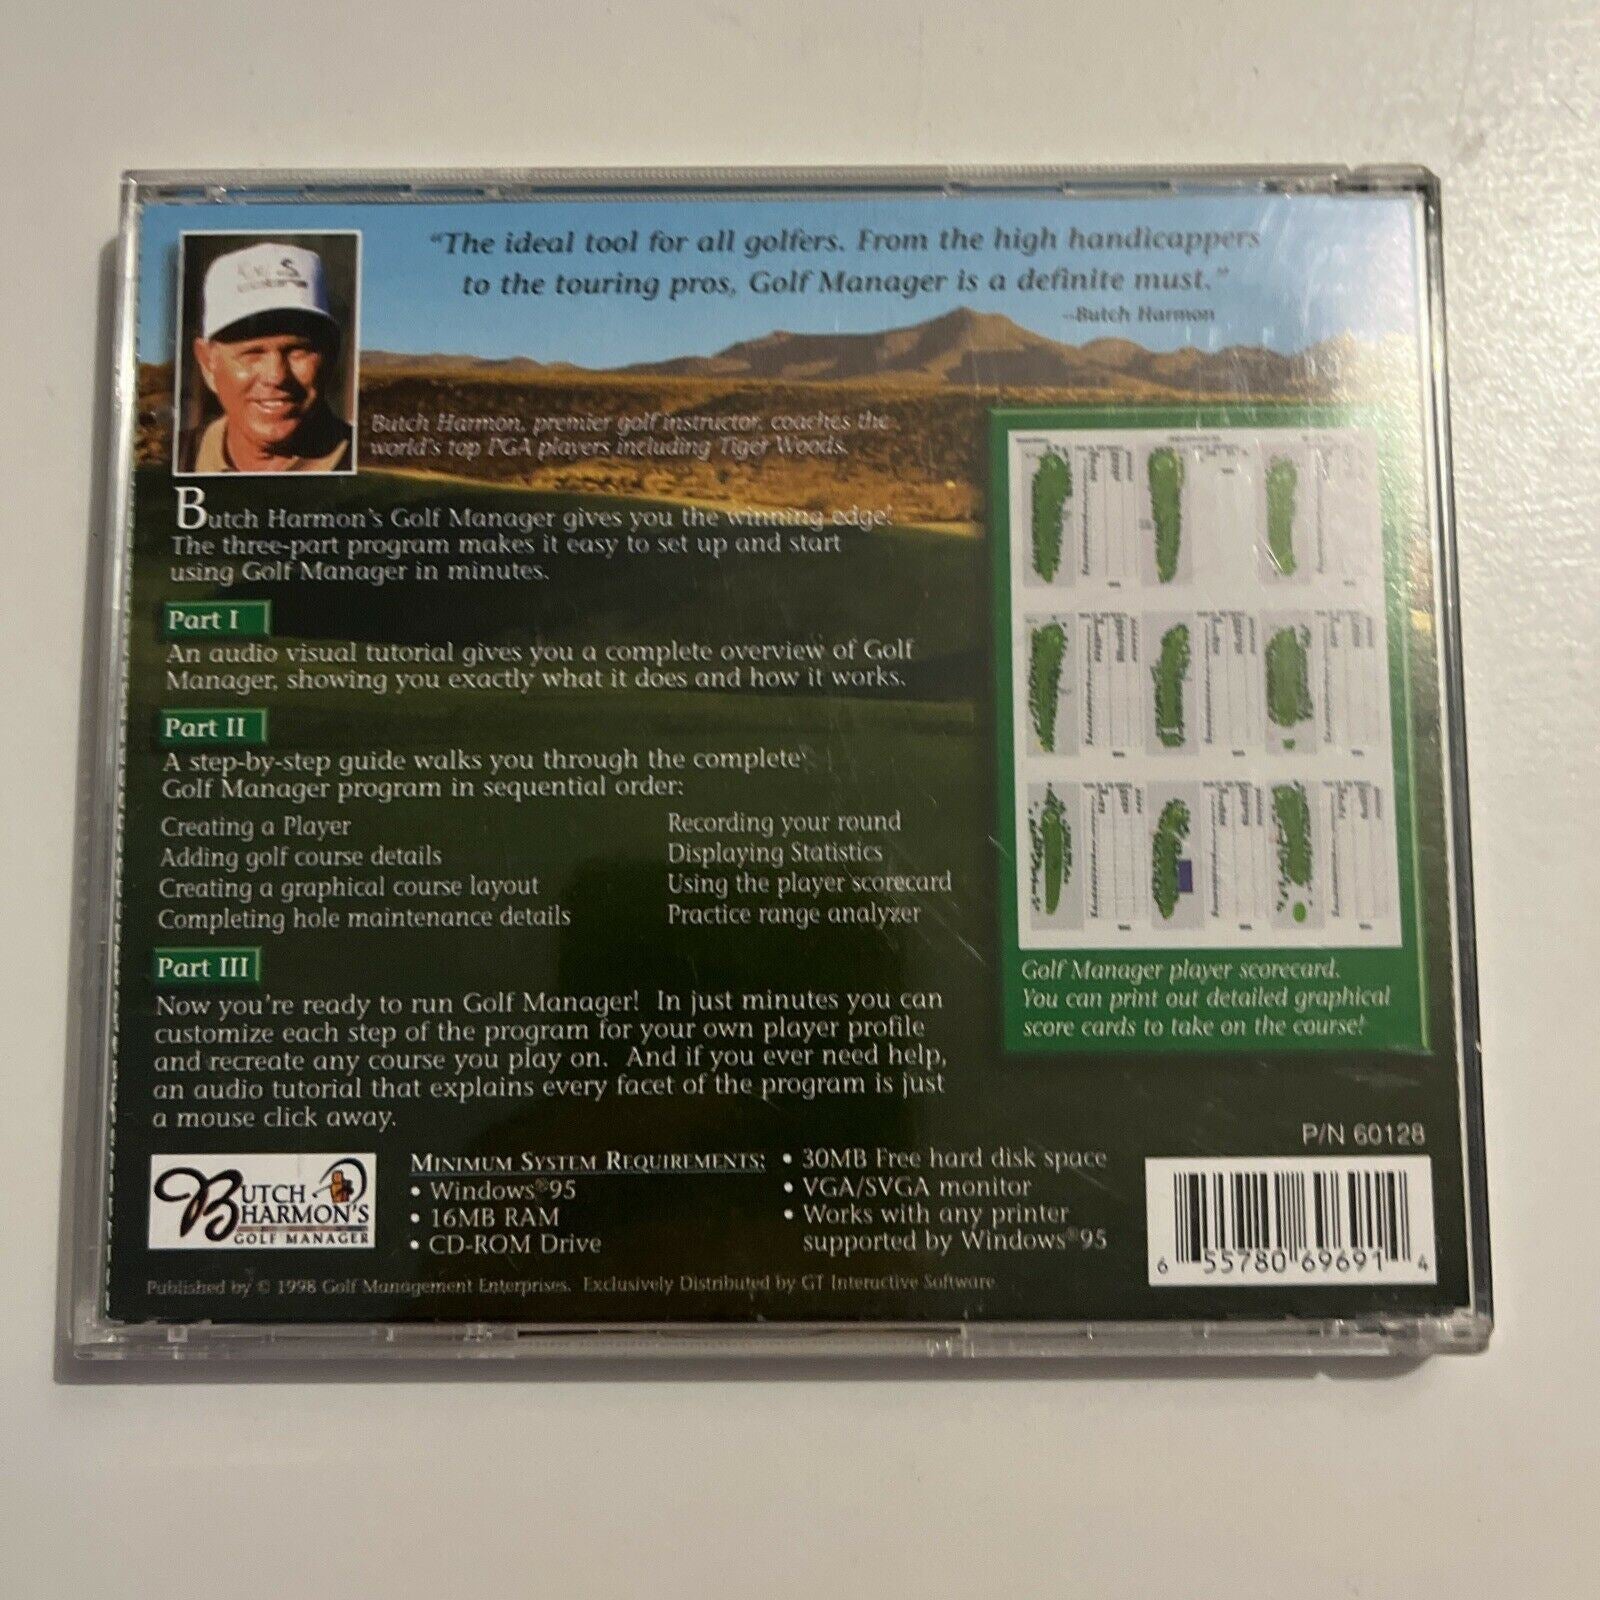 "The ideal tool for all golfers. From the high handicappers
to the touring pros, Golf Manager is a definite must."
--Butch Harmon
cobra
Butch Harmon, premier golf instructor, coaches the
world's top PGA players including Tiger Woods.
Butch Harmon's Golf Manager gives you the winning edge!
The three-part program makes it easy to set up and start
using Golf Manager in minutes.
Part I
An audio visual tutorial gives you a complete overview of Golf
Manager, showing you exactly what it does and how it works.
Part II
A step-by-step guide walks you through the complete
Golf Manager program in sequential order:
Creating a Player
Adding golf course details
Creating a graphical course layout
Completing hole maintenance details
Recording your round
Displaying Statistics
Using the player scorecard
Practice range analyzer
Part III
Now you're ready to run Golf Manager! In just minutes you can
customize each step of the program for your own player profile
and recreate any course you play on. And if you ever need help,
an audio tutorial that explains every facet of the program is just
a mouse click away.
Golf Manager player scorecard.
You can print out detailed graphical
score cards to take on the course!
P/N 60128
BUTCH
HARMON'S
GOLF MANAGER
MINIMUM SYSTEM REQUIREMENTS:
• Windows®95
• 16MB RAM
• CD-ROM Drive
• 30MB Free hard disk space
• VGA/SVGA monitor
• Works with any printer
supported by Windows®95
6 55780 69691 4
Published by © 1998 Golf Management Enterprises. Exclusively Distributed by GT Interactive Software